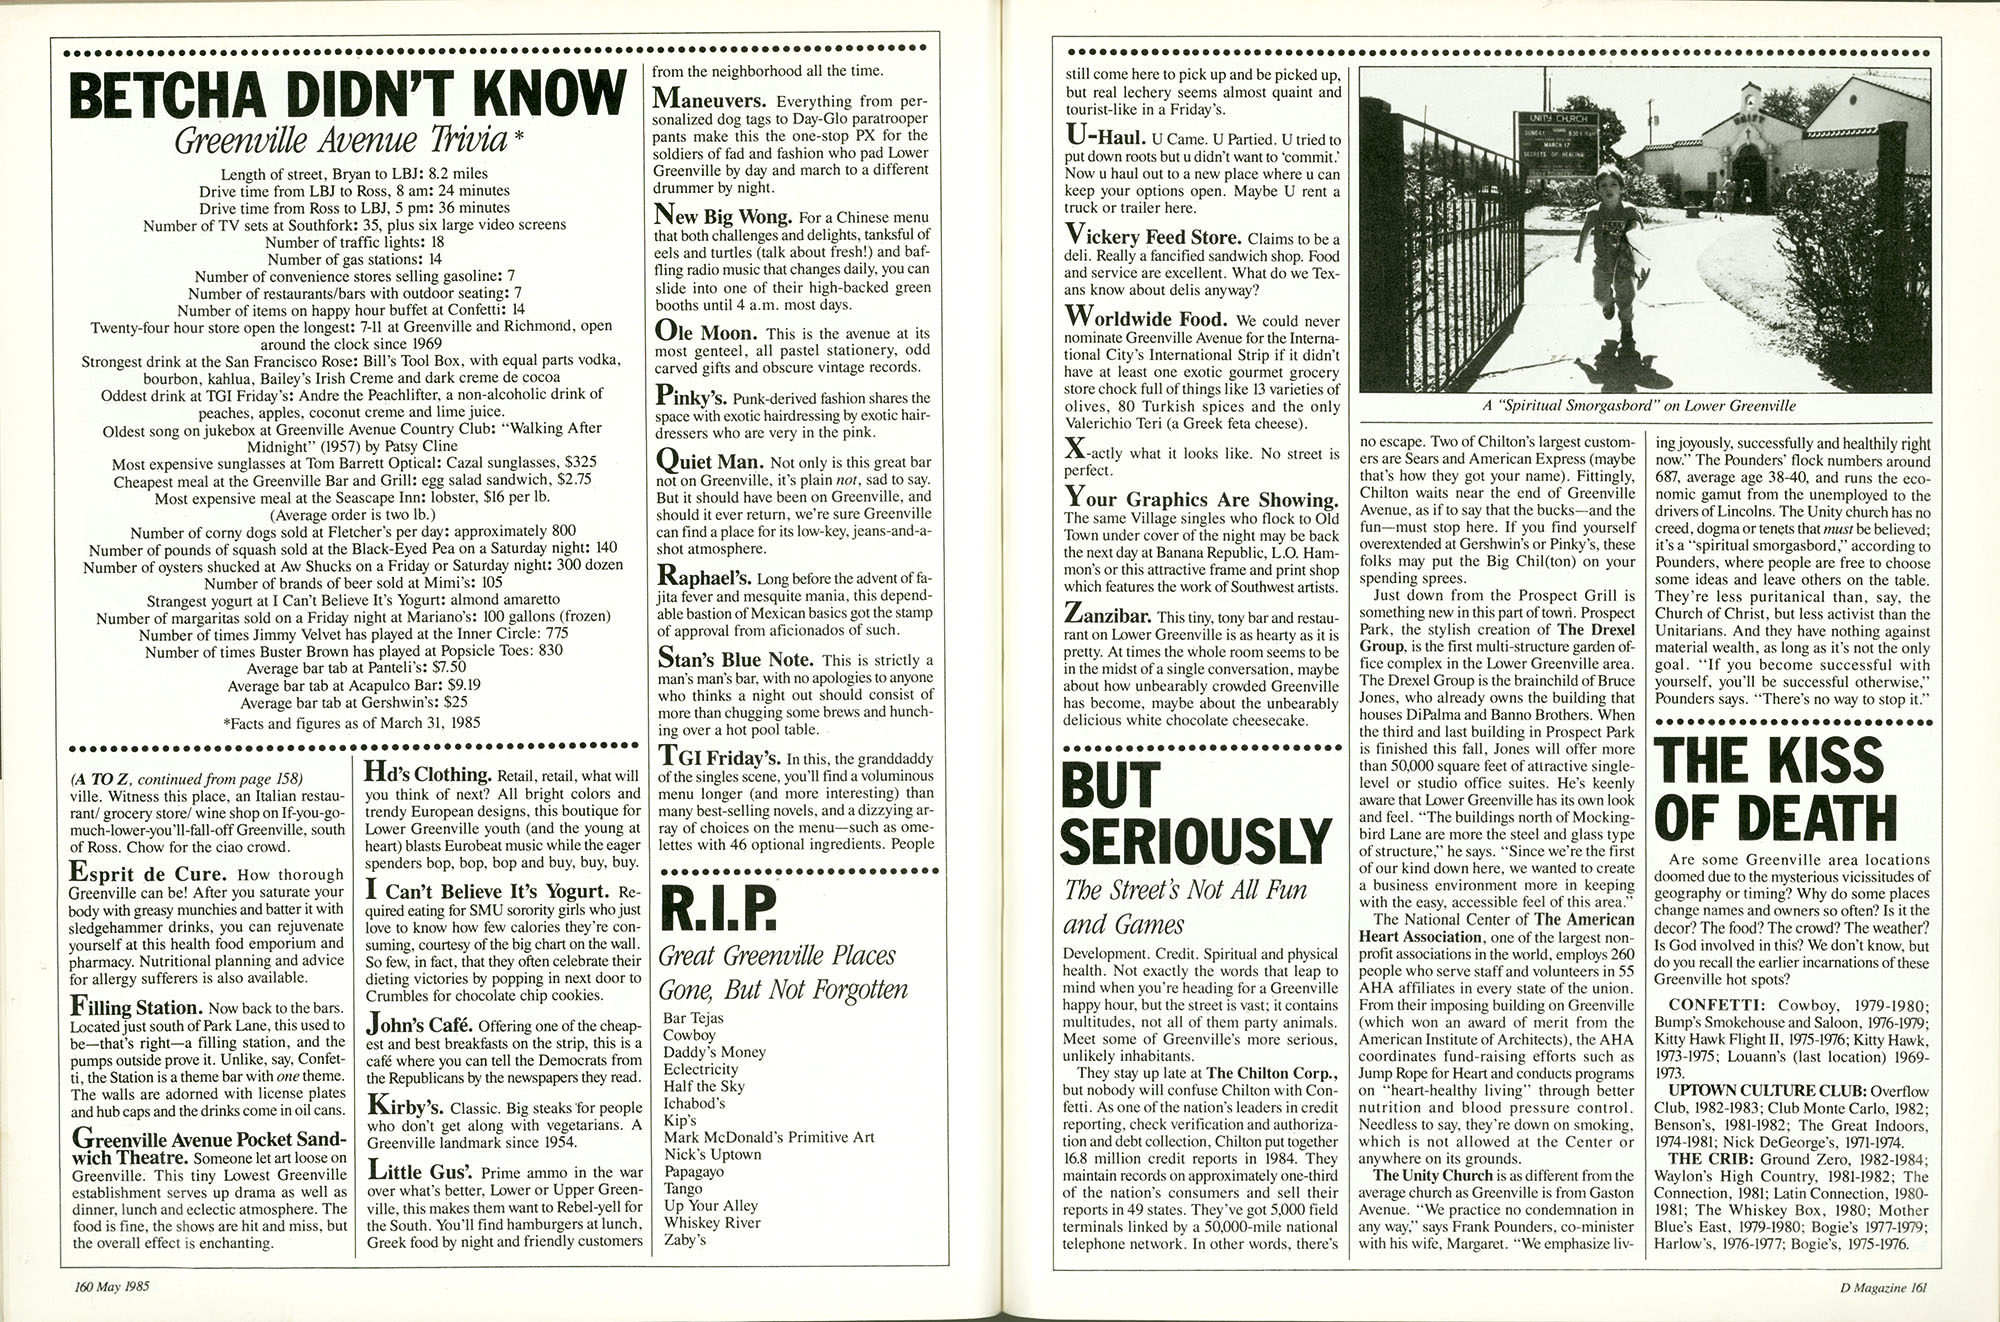 BETCHA DIDN'T KNOW
Greenville Avenue Trivia*
Length of street, Bryan to LBJ: 8.2 miles
Drive time from LBJ to Ross, 8 am: 24 minutes
Drive time from Ross to LBJ, 5 pm: 36 minutes
Number of TV sets at Southfork: 35, plus six large video screens
Number of traffic lights: 18
Number of gas stations: 14
Number of convenience stores selling gasoline: 7
Number of restaurants/bars with outdoor seating: 7
Number of items on happy hour buffet at Confetti: 14
Twenty-four hour store open the longest: 7-11 at Greenville and Richmond, open
around the clock since 1969
Strongest drink at the San Francisco Rose: Bill's Tool Box, with equal parts vodka,
bourbon, kahlua, Bailey's Irish Creme and dark creme de cocoa
Oddest drink at TGI Friday's: Andre the Peachlifter, a non-alcoholic drink of
peaches, apples, coconut creme and lime juice.
Oldest song on jukebox at Greenville Avenue Country Club: "Walking After
Midnight" (1957) by Patsy Cline
Most expensive sunglasses at Tom Barrett Optical: Cazal sunglasses, $325
Cheapest meal at the Greenville Bar and Grill: egg salad sandwich, $2.75
Most expensive meal at the Seascape Inn: lobster, $16 per lb.
(Average order is two lb.)
Number of corny dogs sold at Fletcher's per day: approximately 800
Number of pounds of squash sold at the Black-Eyed Pea on a Saturday night: 140
Number of oysters shucked at Aw Shucks on a Friday or Saturday night: 300 dozen
Number of brands of beer sold at Mimi's: 105
Strangest yogurt at I Can't Believe It's Yogurt: almond amaretto
Number of margaritas sold on a Friday night at Mariano's: 100 gallons (frozen)
Number of times Jimmy Velvet has played at the Inner Circle: 775
Number of times Buster Brown has played at Popsicle Toes: 830
Average bar tab at Panteli's: $7.50
Average bar tab at Acapulco Bar: $9.19
Average bar tab at Gershwin's: $25
*Facts and figures as of March 31, 1985
(A TO Z, continued from page 158)
ville. Witness this place, an Italian restau-
rant/ grocery store/ wine shop on If-you-go-
much-lower-you'll-fall-off Greenville, south
of Ross. Chow for the ciao crowd.
Esprit de Cure. How thorough
Greenville can be! After you saturate your
body with greasy munchies and batter it with
sledgehammer drinks, you can rejuvenate
yourself at this health food emporium and
pharmacy. Nutritional planning and advice
for allergy sufferers is also available.
Filling Station. Now back to the bars.
Located just south of Park Lane, this used to
be—that's right—a filling station, and the
pumps outside prove it. Unlike, say, Confet-
ti, the Station is a theme bar with one theme.
The walls are adorned with license plates
and hub caps and the drinks come in oil cans.
Greenville Avenue Pocket Sand-
wich Theatre. Someone let art loose on
Greenville. This tiny Lowest Greenville
establishment serves up drama as well as
dinner, lunch and eclectic atmosphere. The
food is fine, the shows are hit and miss, but
the overall effect is enchanting.
Hd's Clothing. Retail, retail, what will
you think of next? All bright colors and
trendy European designs, this boutique for
Lower Greenville youth (and the young at
heart) blasts Eurobeat music while the eager
spenders bop, bop, bop and buy, buy, buy.
I Can't Believe It's Yogurt. Re-
quired eating for SMU sorority girls who just
love to know how few calories they're con-
suming, courtesy of the big chart on the wall.
So few, in fact, that they often celebrate their
dieting victories by popping in next door to
Crumbles for chocolate chip cookies.
John's Café. Offering one of the cheap-
est and best breakfasts on the strip, this is a
café where you can tell the Democrats from
the Republicans by the newspapers they read.
Kirby's. Classic. Big steaks for people
who don't get along with vegetarians. A
Greenville landmark since 1954.
Little Gus'. Prime ammo in the war
over what's better, Lower or Upper Green-
ville, this makes them want to Rebel-yell for
the South. You'll find hamburgers at lunch,
Greek food by night and friendly customers
from the neighborhood all the time.
Maneuvers. Everything from per-
sonalized dog tags to Day-Glo paratrooper
pants make this the one-stop PX for the
soldiers of fad and fashion who pad Lower
Greenville by day and march to a different
drummer by night.
New Big Wong. For a Chinese menu
that both challenges and delights, tanksful of
eels and turtles (talk about fresh!) and baf-
fling radio music that changes daily, you can
slide into one of their high-backed green
booths until 4 a.m. most days.
Ole Moon. This is the avenue at its
most genteel, all pastel stationery, odd
carved gifts and obscure vintage records.
Pinky's. Punk-derived fashion shares the
space with exotic hairdressing by exotic hair-
dressers who are very in the pink.
Quiet Man. Not only is this great bar
not on Greenville, it's plain not, sad to say.
But it should have been on Greenville, and
should it ever return, we're sure Greenville
can find a place for its low-key, jeans-and-a-
shot atmosphere.
Raphael's. Long before the advent of fa-
jita fever and mesquite mania, this depend-
able bastion of Mexican basics got the stamp
of approval from aficionados of such.
Stan's Blue Note. This is strictly a
man's man's bar, with no apologies to anyone
who thinks a night out should consist of
more than chugging some brews and hunch-
ing over a hot pool table.
TGI Friday's. In this, the granddaddy
of the singles scene, you'll find a voluminous
menu longer (and more interesting) than
many best-selling novels, and a dizzying ar-
ray of choices on the menu—such as ome-
lettes with 46 optional ingredients. People
R.I.P.
Great Greenville Places
Gone, But Not Forgotten
Bar Tejas
Cowboy
Daddy's Money
Eclectricity
Half the Sky
Ichabod's
Kip's
Mark McDonald's Primitive Art
Nick's Uptown
Papagayo
Tango
Up Your Alley
Whiskey River
Zaby's
160 May 1985
still come here to pick up and be picked up,
but real lechery seems almost quaint and
tourist-like in a Friday's.
U-Haul. U Came. U Partied. U tried to
put down roots but u didn't want to 'commit.'
Now u haul out to a new place where u can
keep your options open. Maybe U rent a
truck or trailer here.
Vickery Feed Store. Claims to be a
deli. Really a fancified sandwich shop. Food
and service are excellent. What do we Tex-
ans know about delis anyway?
Worldwide Food. We could never
nominate Greenville Avenue for the Interna-
tional City's International Strip if it didn't
have at least one exotic gourmet grocery
store chock full of things like 13 varieties of
olives, 80 Turkish spices and the only
Valerichio Teri (a Greek feta cheese).
X-actly what it looks like. No street is
perfect.
Your Graphics Are Showing.
The same Village singles who flock to Old
Town under cover of the night may be back
the next day at Banana Republic, L.O. Ham-
mon's or this attractive frame and print shop
which features the work of Southwest artists.
Zanzibar. This tiny, tony bar and restau-
rant on Lower Greenville is as hearty as it is
pretty. At times the whole room seems to be
in the midst of a single conversation, maybe
about how unbearably crowded Greenville
has become, maybe about the unbearably
delicious white chocolate cheesecake.
BUT
SERIOUSLY
The Street's Not All Fun
and Games
Development. Credit. Spiritual and physical
health. Not exactly the words that leap to
mind when you're heading for a Greenville
happy hour, but the street is vast; it contains
multitudes, not all of them party animals.
Meet some of Greenville's more serious,
unlikely inhabitants.
They stay up late at The Chilton Corp.,
but nobody will confuse Chilton with Con-
fetti. As one of the nation's leaders in credit
reporting, check verification and authoriza-
tion and debt collection, Chilton put together
16.8 million credit reports in 1984. They
maintain records on approximately one-third
of the nation's consumers and sell their
reports in 49 states. They've got 5,000 field
terminals linked by a 50,000-mile national
telephone network. In other words, there's
UNITY CHURCH
SUNDAY
MARCH 17
SECRETS OF HEALING
UNITY
A "Spiritual Smorgasbord" on Lower Greenville
no escape. Two of Chilton's largest custom-
ers are Sears and American Express (maybe
that's how they got your name). Fittingly,
Chilton waits near the end of Greenville
Avenue, as if to say that the bucks—and the
fun—must stop here. If you find yourself
overextended at Gershwin's or Pinky's, these
folks may put the Big Chil(ton) on your
spending sprees.
Just down from the Prospect Grill is
something new in this part of town. Prospect
Park, the stylish creation of The Drexel
Group, is the first multi-structure garden of-
fice complex in the Lower Greenville area.
The Drexel Group is the brainchild of Bruce
Jones, who already owns the building that
houses DiPalma and Banno Brothers. When
the third and last building in Prospect Park
is finished this fall, Jones will offer more
than 50,000 square feet of attractive single-
level or studio office suites. He's keenly
aware that Lower Greenville has its own look
and feel. "The buildings north of Mocking-
bird Lane are more the steel and glass type
of structure," he says. "Since we're the first
of our kind down here, we wanted to create
a business environment more in keeping
with the easy, accessible feel of this area."
The National Center of The American
Heart Association, one of the largest non-
profit associations in the world, employs 260
people who serve staff and volunteers in 55
AHA affiliates in every state of the union.
From their imposing building on Greenville
(which won an award of merit from the
American Institute of Architects), the AHA
coordinates fund-raising efforts such as
Jump Rope for Heart and conducts programs
on "heart-healthy living" through better
nutrition and blood pressure control.
Needless to say, they're down on smoking,
which is not allowed at the Center or
anywhere on its grounds.
The Unity Church is as different from the
average church as Greenville is from Gaston
Avenue. "We practice no condemnation in
any way," says Frank Pounders, co-minister
with his wife, Margaret. "We emphasize liv-
ing joyously, successfully and healthily right
now." The Pounders' flock numbers around
687, average age 38-40, and runs the eco-
nomic gamut from the unemployed to the
drivers of Lincolns. The Unity church has no
creed, dogma or tenets that must be believed;
it's a "spiritual smorgasbord," according to
Pounders, where people are free to choose
some ideas and leave others on the table.
They're less puritanical than, say, the
Church of Christ, but less activist than the
Unitarians. And they have nothing against
material wealth, as long as it's not the only
goal. "If you become successful with
yourself, you'll be successful otherwise,"
Pounders says. "There's no way to stop it."
THE KISS
OF DEATH
Are some Greenville area locations
doomed due to the mysterious vicissitudes of
geography or timing? Why do some places
change names and owners so often? Is it the
decor? The food? The crowd? The weather?
Is God involved in this? We don't know, but
do you recall the earlier incarnations of these
Greenville hot spots?
CONFETTI: Cowboy, 1979-1980;
Bump's Smokehouse and Saloon, 1976-1979;
Kitty Hawk Flight II, 1975-1976; Kitty Hawk,
1973-1975; Louann's (last location) 1969-
1973.
UPTOWN CULTURE CLUB: Overflow
Club, 1982-1983; Club Monte Carlo, 1982;
Benson's, 1981-1982; The Great Indoors,
1974-1981; Nick DeGeorge's, 1971-1974.
THE CRIB: Ground Zero, 1982-1984;
Waylon's High Country, 1981-1982; The
Connection, 1981; Latin Connection, 1980-
1981; The Whiskey Box, 1980; Mother
Blue's East, 1979-1980; Bogie's 1977-1979;
Harlow's, 1976-1977; Bogie's, 1975-1976.
D Magazine 161